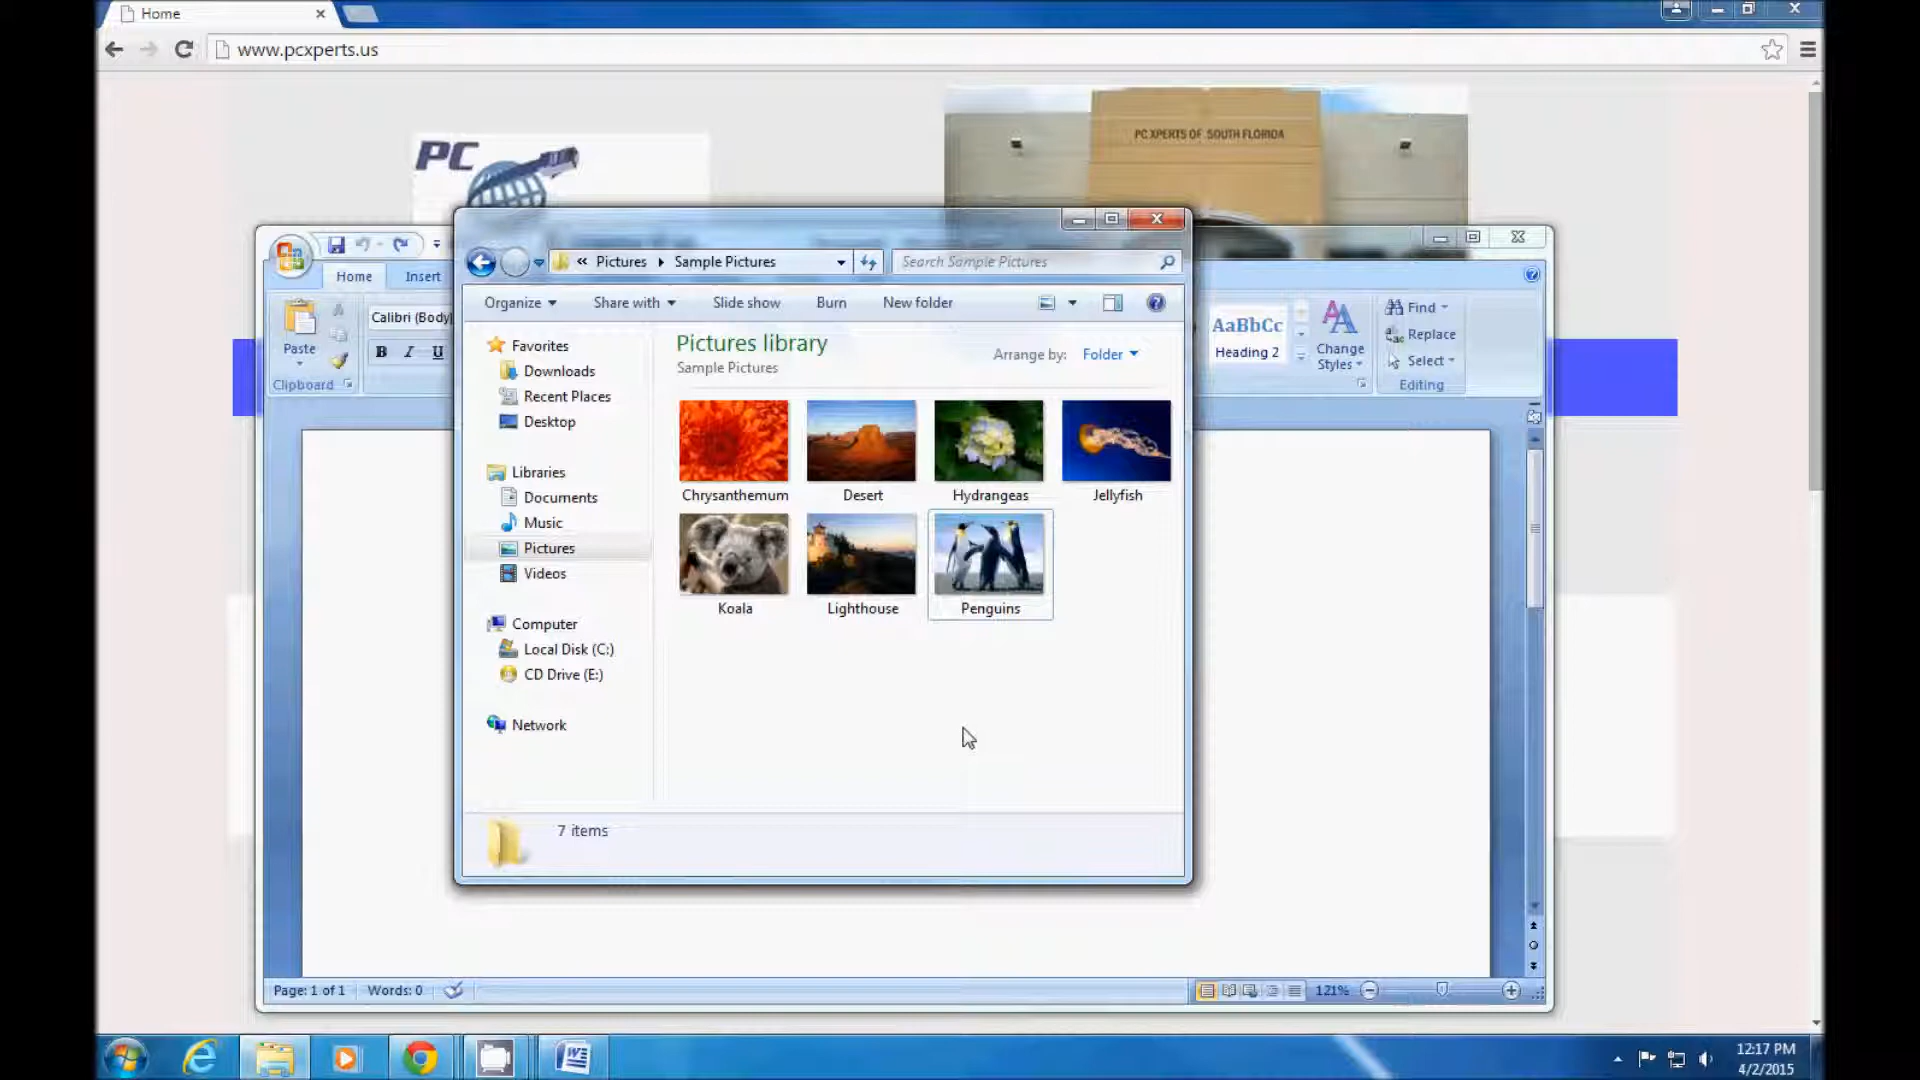 Home
www.pcxperts.us
PC
PC XPERTS OF SOUTH FLORIDA
Home
Insert
« Pictures Sample Pictures
Search Sample Pictures
Organize
Share with
Slide show
Burn
New folder
Calibri (Body)
B I U
Paste
Clipboard
AaBbCc
Heading 2
Change
Styles
Find
Replace
Select
Editing
Favorites
Downloads
Recent Places
Desktop
Libraries
Documents
Music
Pictures
Videos
Computer
Local Disk (C:)
CD Drive (E:)
Network
Pictures library
Sample Pictures
Arrange by: Folder
Chrysanthemum
Desert
Hydrangeas
Jellyfish
Koala
Lighthouse
Penguins
7 items
Page: 1 of 1
Words: 0
121%
12:17 PM
4/2/2015